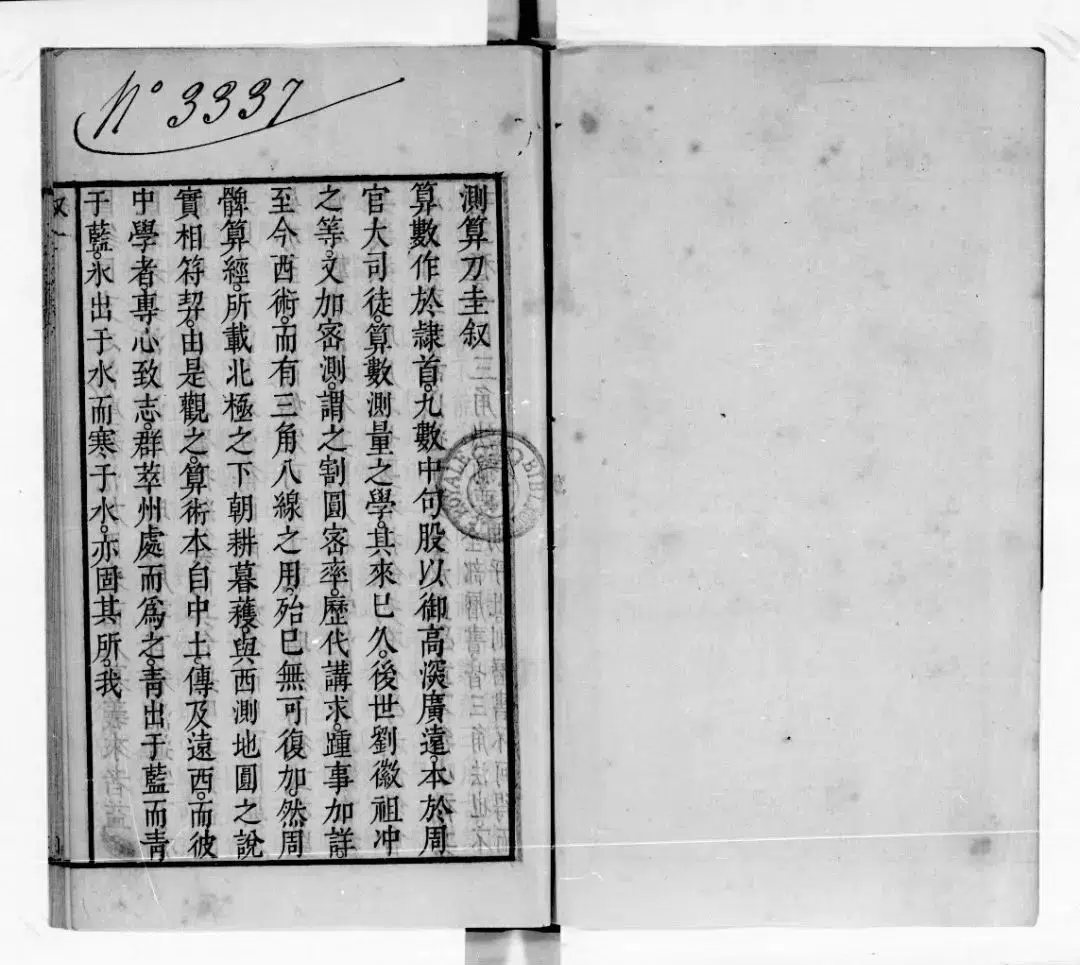 Nº 3337
測算刀圭叙
算數作於隷首。九數中句股以御高深廣遠。本於周
官大司徒。算數測量之學。其來已久。後世劉徽祖冲
之等。又加密測。謂之割圓密率。歷代講求。踵事加詳。
至今西術。而有三角八線之用。殆已無可復加。然周
髀算經。所載北極之下朝耕暮穫。與西測地圓之說
實相符契。由是觀之。算術本自中土。傳及遠西。而彼
中學者專心致志。群萃州處而為之。青出于藍而青
于藍。氷出于水而寒于水。亦固其所。我
叙 一